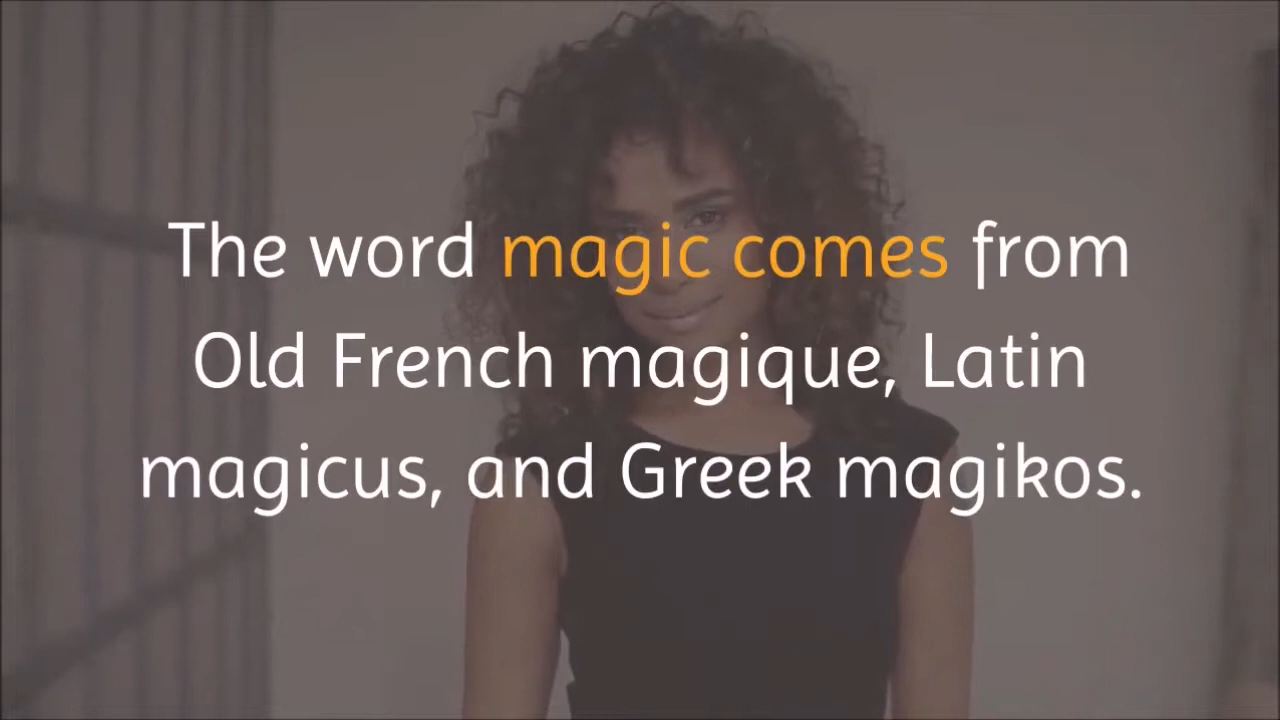 The word magic comes from
Old French magique, Latin
magicus, and Greek magikos.